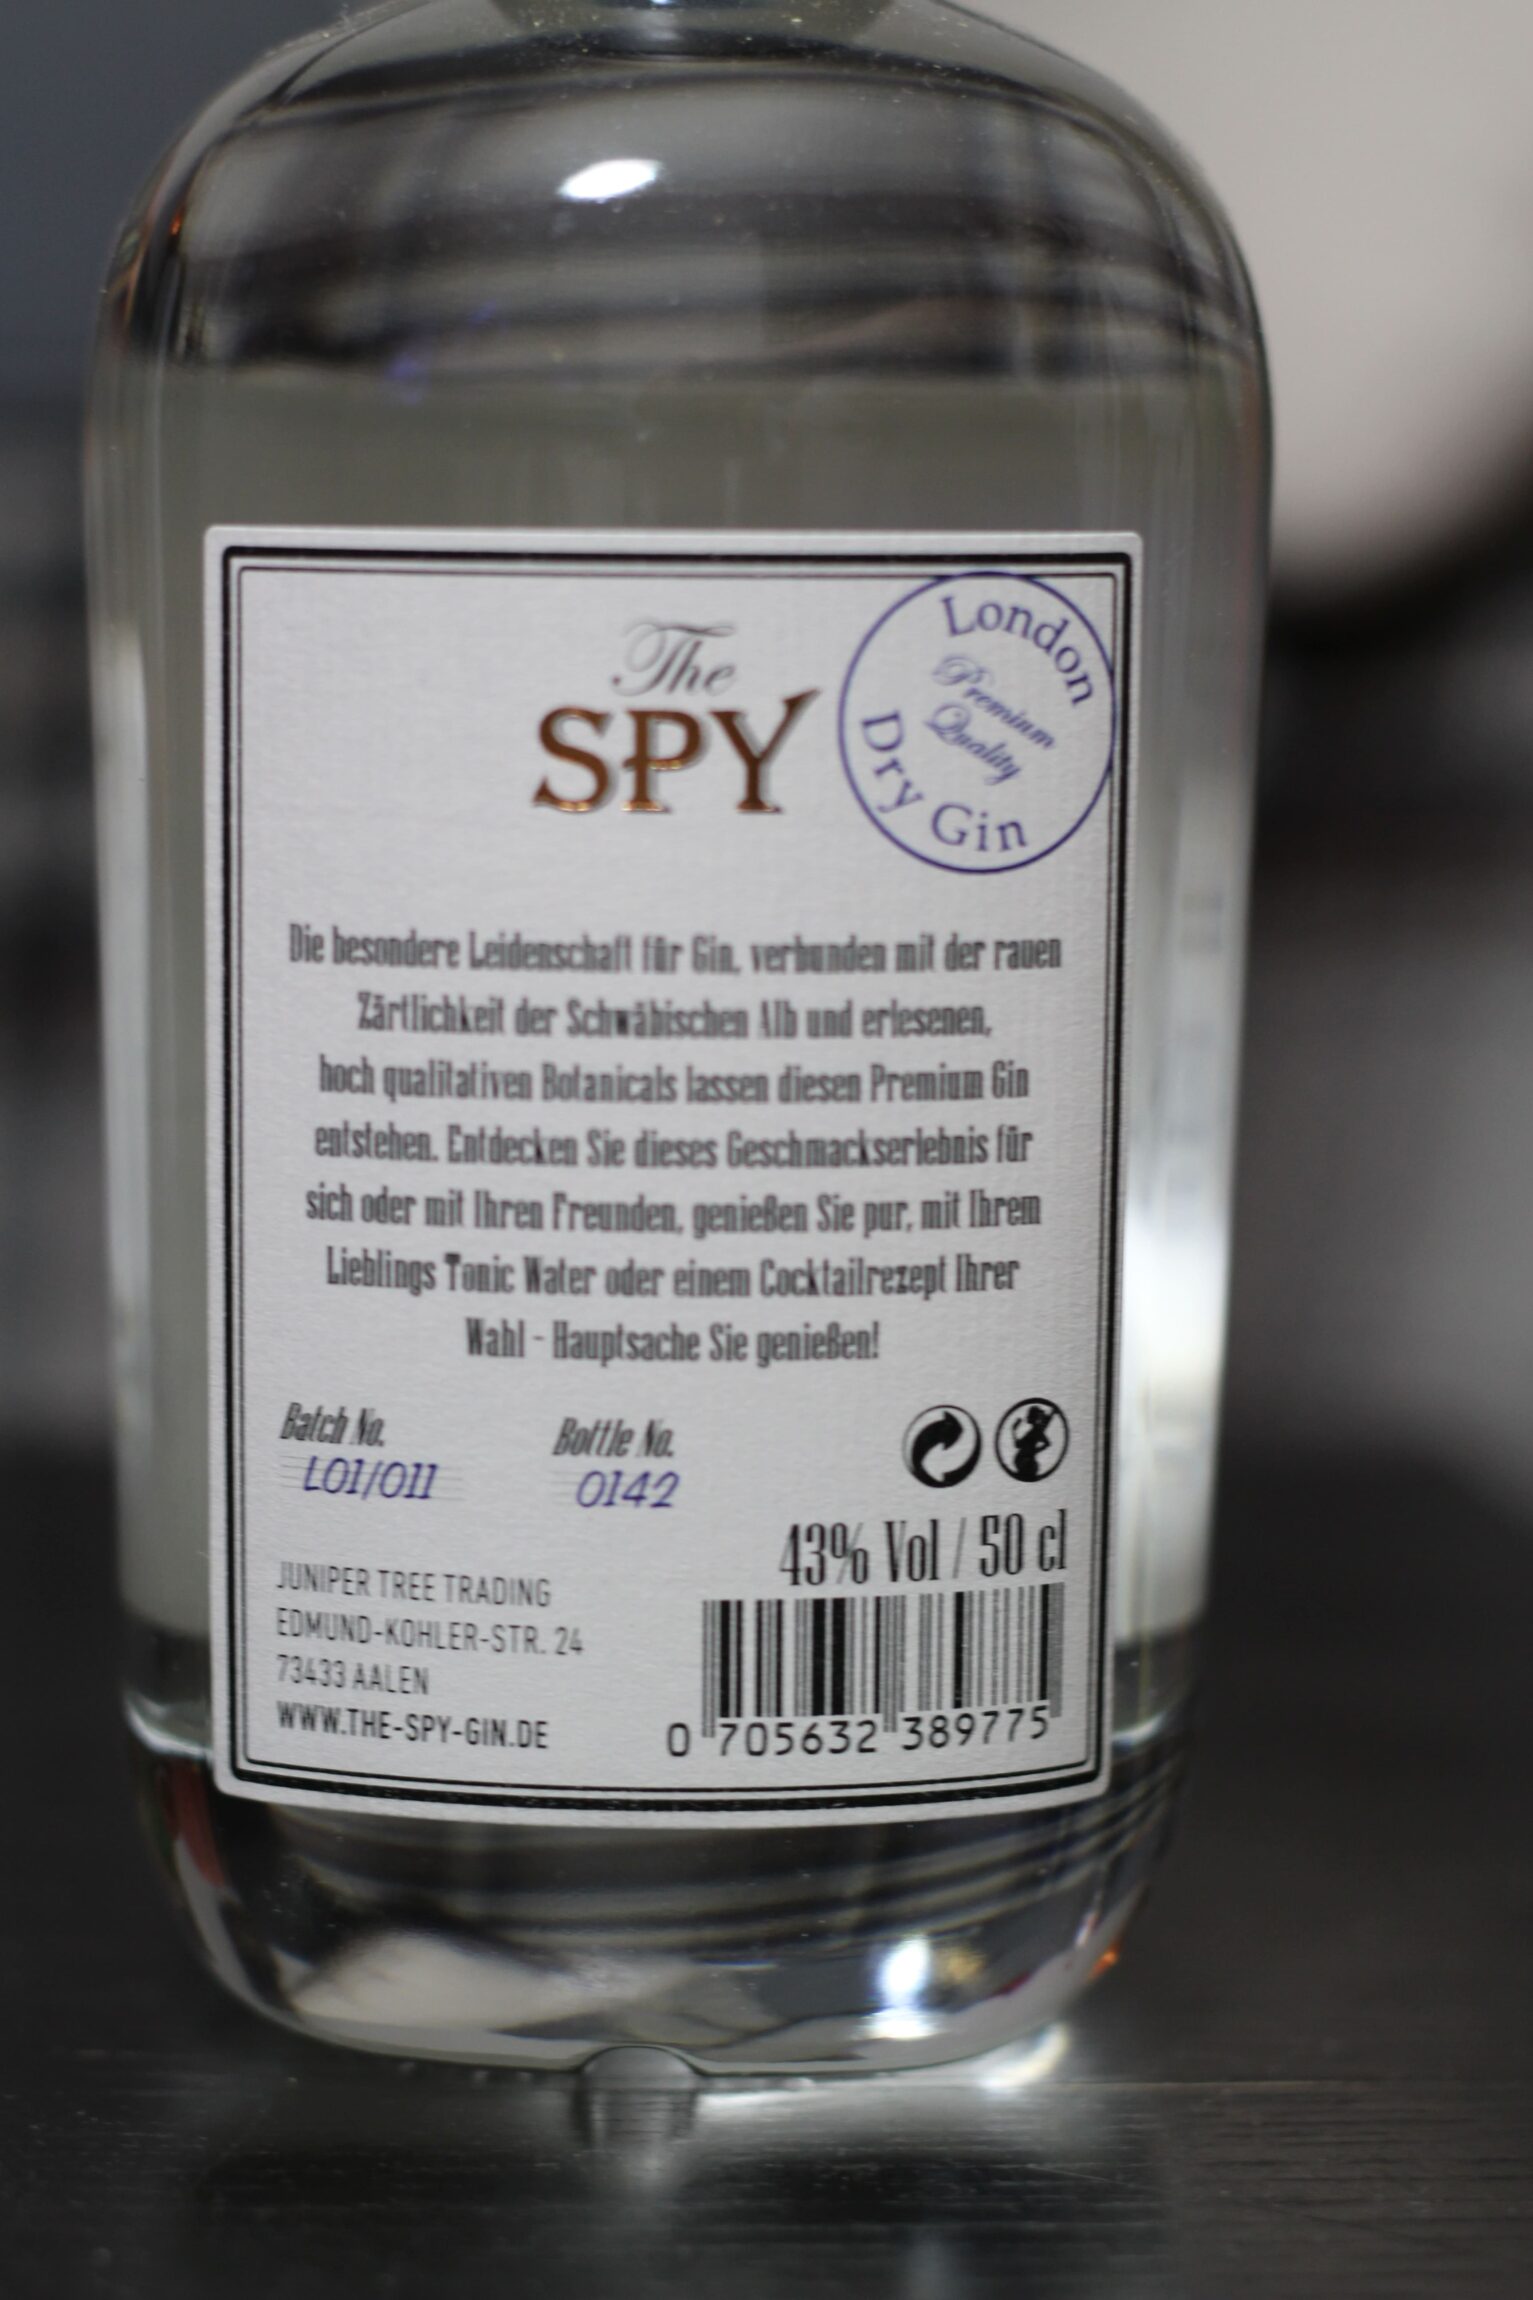 The
SPY
London
Premium
Quality
Dry Gin
Die besondere Leidenschaft für Gin, verbunden mit der rauen
Zärtlichkeit der Schwäbischen Alb und erlesenen,
hoch qualitativen Botanicals lassen diesen Premium Gin
entstehen. Entdecken Sie dieses Geschmackserlebnis für
sich oder mit Ihren Freunden, genießen Sie pur, mit Ihrem
Lieblings Tonic Water oder einem Cocktailrezept Ihrer
Wahl - Hauptsache Sie genießen!
Batch No.
L01/011
Bottle No.
0142
43% Vol / 50 cl
JUNIPER TREE TRADING
EDMUND-KOHLER-STR. 24
73433 AALEN
WWW.THE-SPY-GIN.DE
0 705632 389775